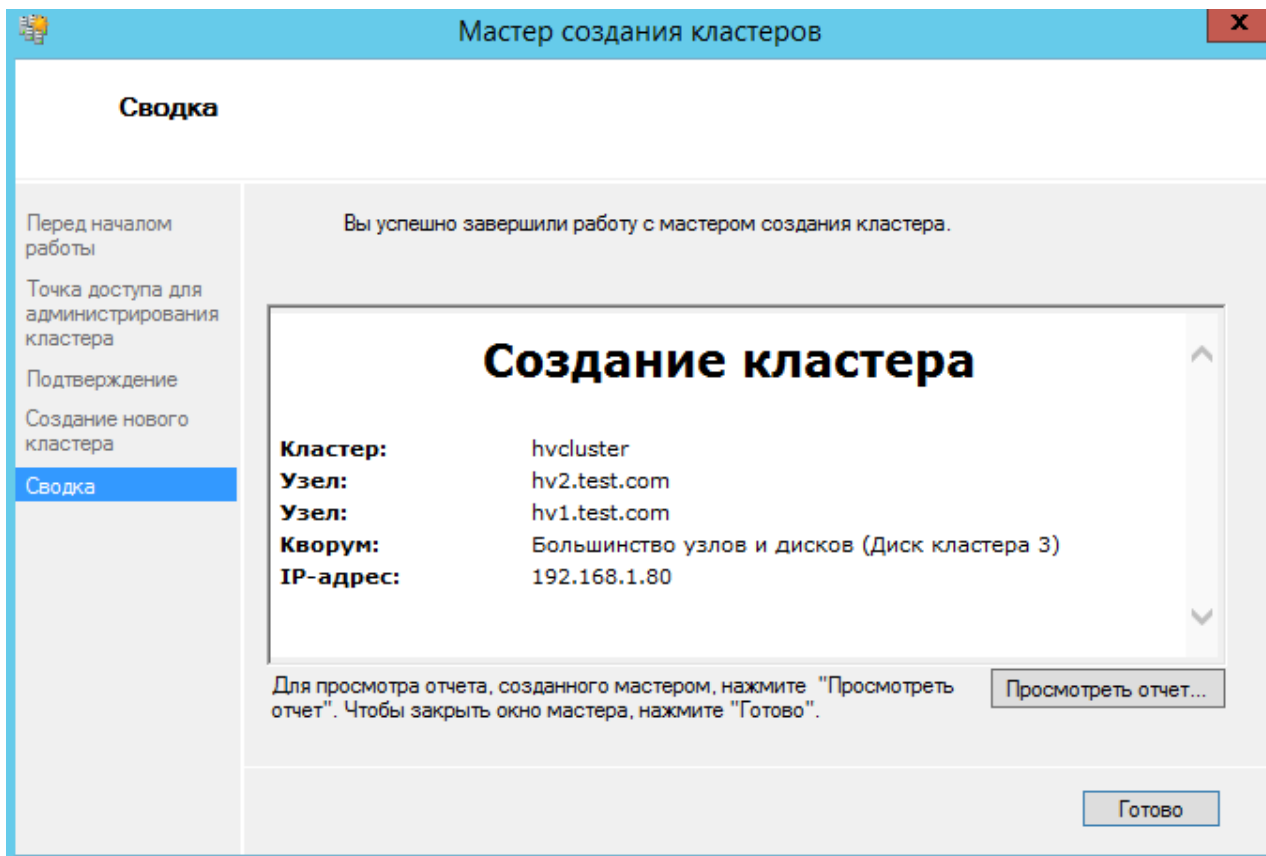 Мастер создания кластеров
x
Сводка
Перед началом
работы
Точка доступа для
администрирования
кластера
Подтверждение
Создание нового
кластера
Сводка
Вы успешно завершили работу с мастером создания кластера.
Создание кластера
Кластер: hvcluster
Узел: hv2.test.com
Узел: hv1.test.com
Кворум: Большинство узлов и дисков (Диск кластера 3)
IP-адрес: 192.168.1.80
Для просмотра отчета, созданного мастером, нажмите "Просмотреть
отчет". Чтобы закрыть окно мастера, нажмите "Готово".
Просмотреть отчет...
Готово